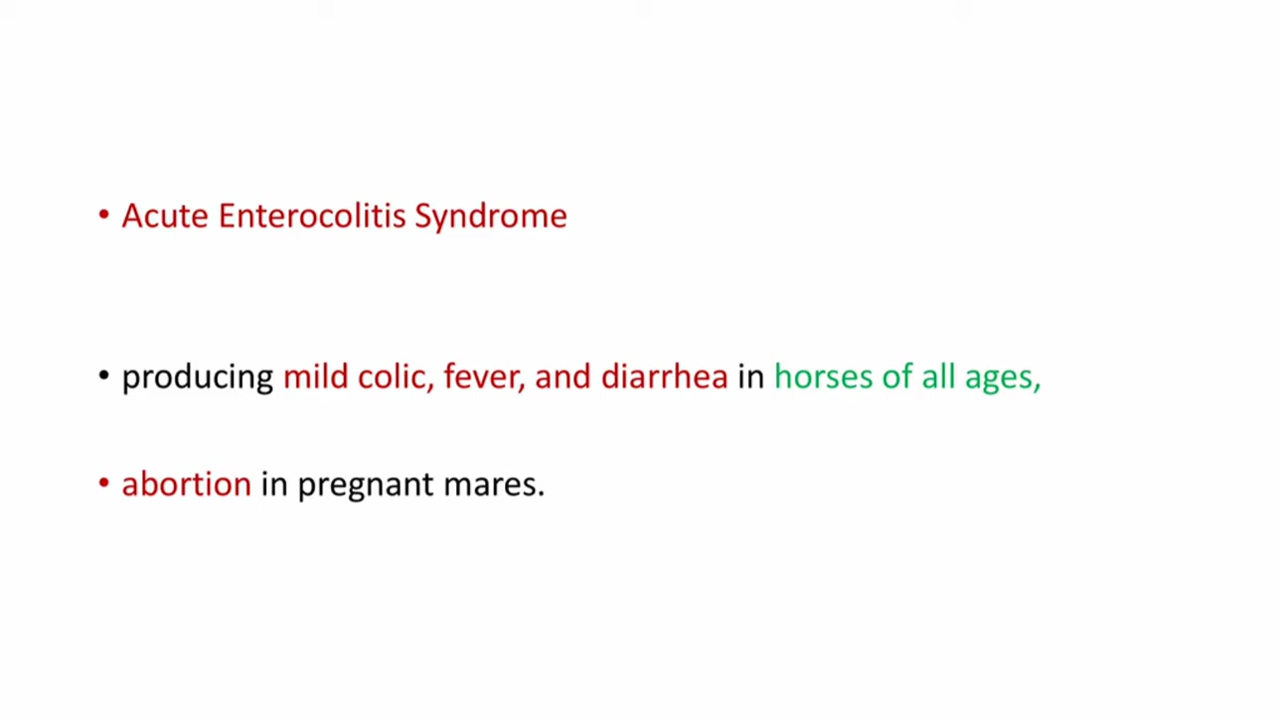 • Acute Enterocolitis Syndrome
• producing mild colic, fever, and diarrhea in horses of all ages,
• abortion in pregnant mares.